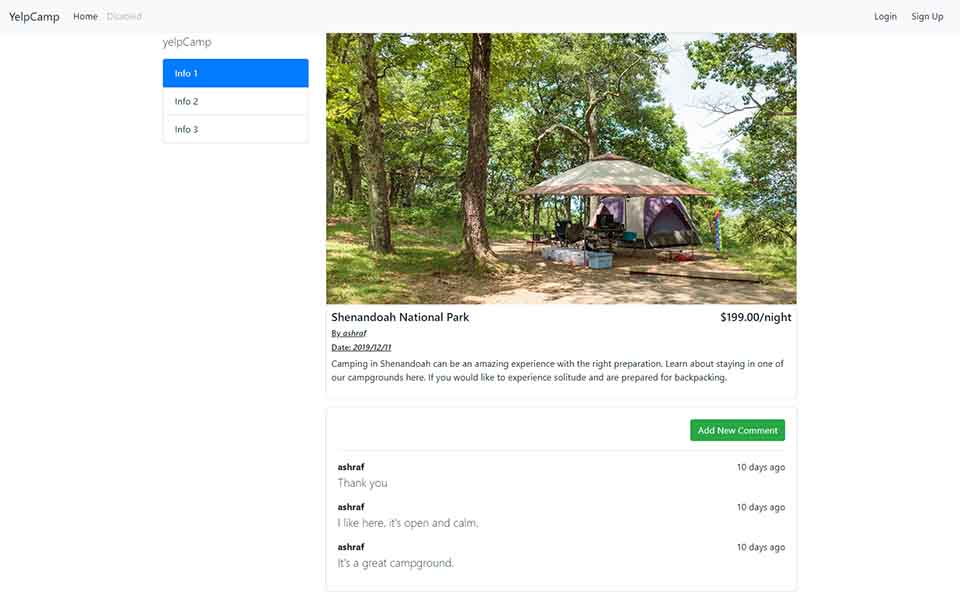 YelpCamp Home Disabled Login Sign Up
yelpCamp
Info 1
Info 2
Info 3
Shenandoah National Park $199.00/night
By ashraf
Date: 2019/12/11
Camping in Shenandoah can be an amazing experience with the right preparation. Learn about staying in one of
our campgrounds here. If you would like to experience solitude and are prepared for backpacking.
Add New Comment
ashraf 10 days ago
Thank you
ashraf 10 days ago
I like here, it's open and calm.
ashraf 10 days ago
It's a great campground.